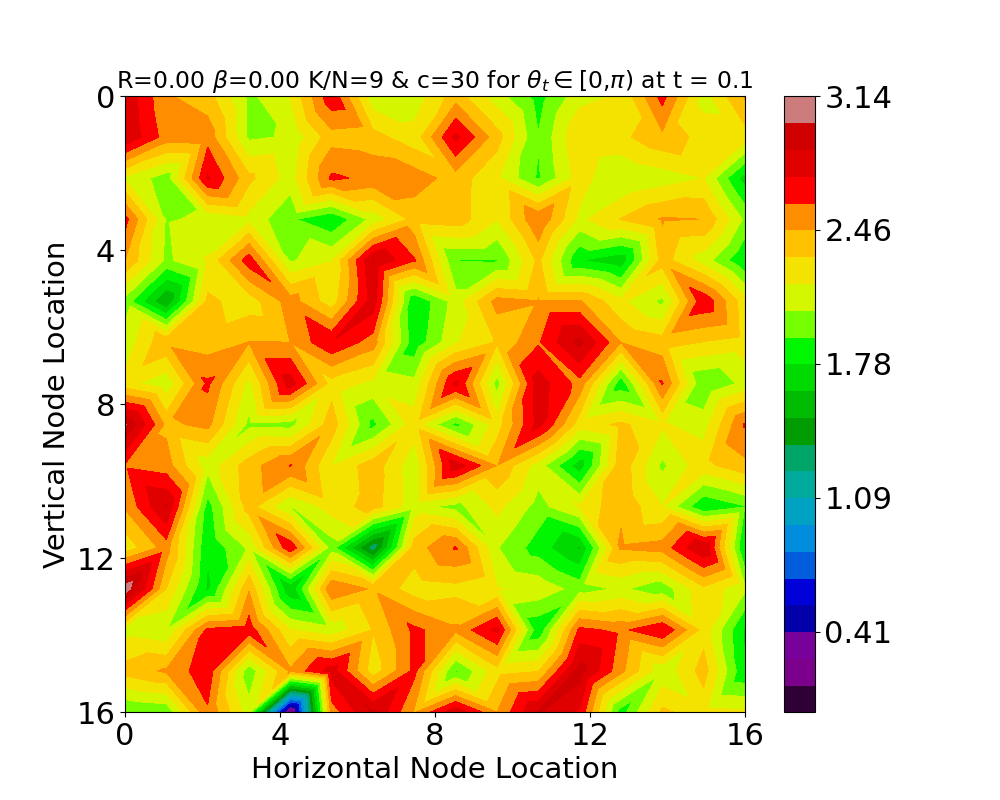 R=0.00 β=0.00 K/N=9 & c=30 for θ_t ∈ [0,π) at t = 0.1
Vertical Node Location
0
4
8
12
16
0 4 8 12 16
Horizontal Node Location
3.14
2.46
1.78
1.09
0.41